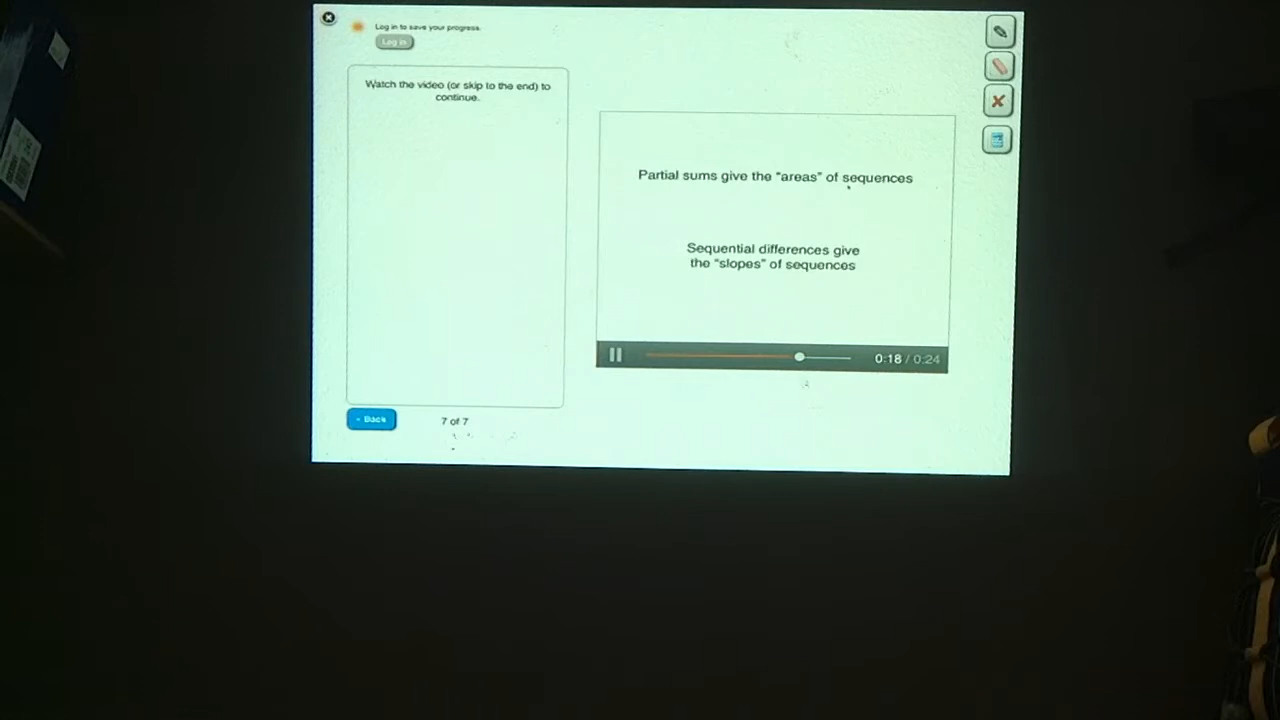 Log in to save your progress.
Log in
Watch the video (or skip to the end) to
continue.
Partial sums give the "areas" of sequences
Sequential differences give
the "slopes" of sequences
0:18 / 0:24
- Back
7 of 7